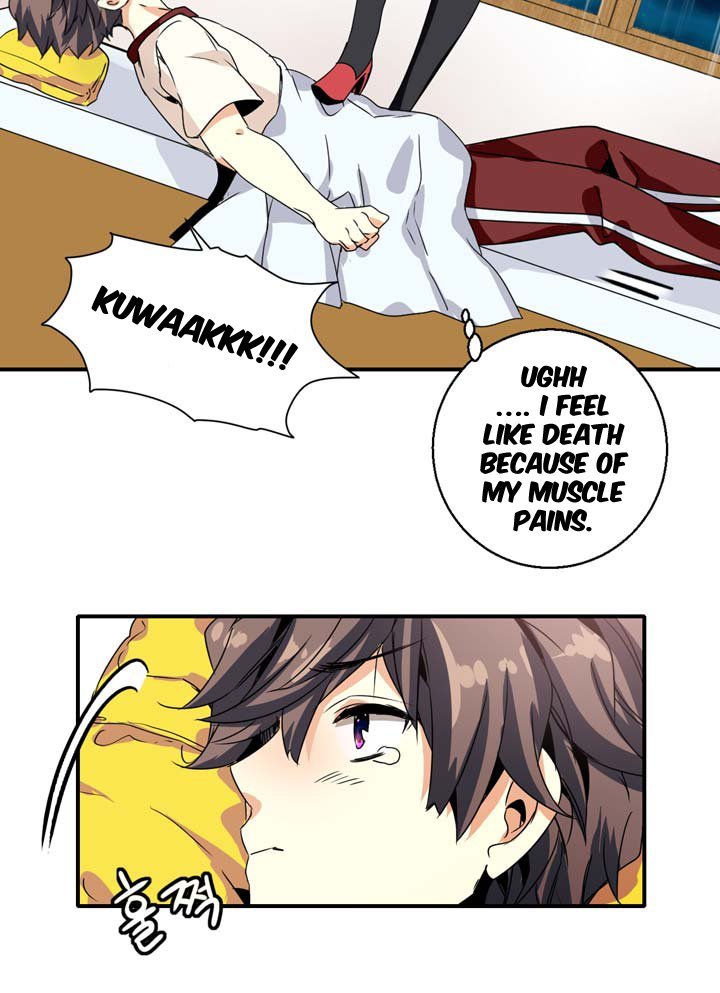 KUWAAKKK!!!
UGHH
.... I FEEL
LIKE DEATH
BECAUSE OF
MY MUSCLE
PAINS.
훌쩍